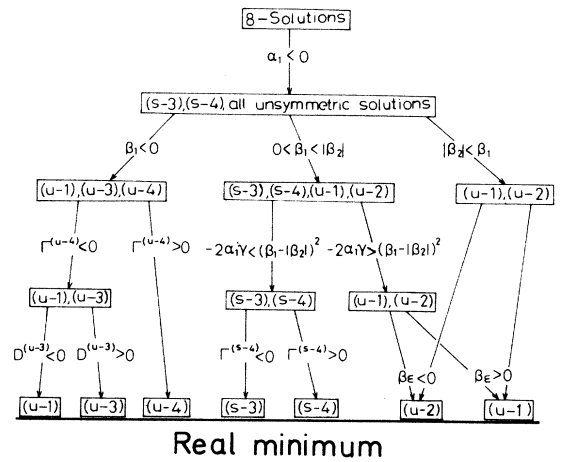 8-Solutions
α₁<0
(s-3),(s-4),all unsymmetric solutions
β₁<0
0<β₁<|β₂|
|β₂|<β₁
(u-1),(u-3),(u-4)
(s-3),(s-4),(u-1),(u-2)
(u-1),(u-2)
Γ⁽ᵘ⁻⁴⁾<0
Γ⁽ᵘ⁻⁴⁾>0
-2α₁γ<(β₁-|β₂|)²
-2α₁γ>(β₁-|β₂|)²
(u-1),(u-3)
(s-3),(s-4)
(u-1),(u-2)
D⁽ᵘ⁻³⁾<0
D⁽ᵘ⁻³⁾>0
Γ⁽ˢ⁻⁴⁾<0
Γ⁽ˢ⁻⁴⁾>0
β_E<0
β_E>0
(u-1)
(u-3)
(u-4)
(s-3)
(s-4)
(u-2)
(u-1)
Real minimum